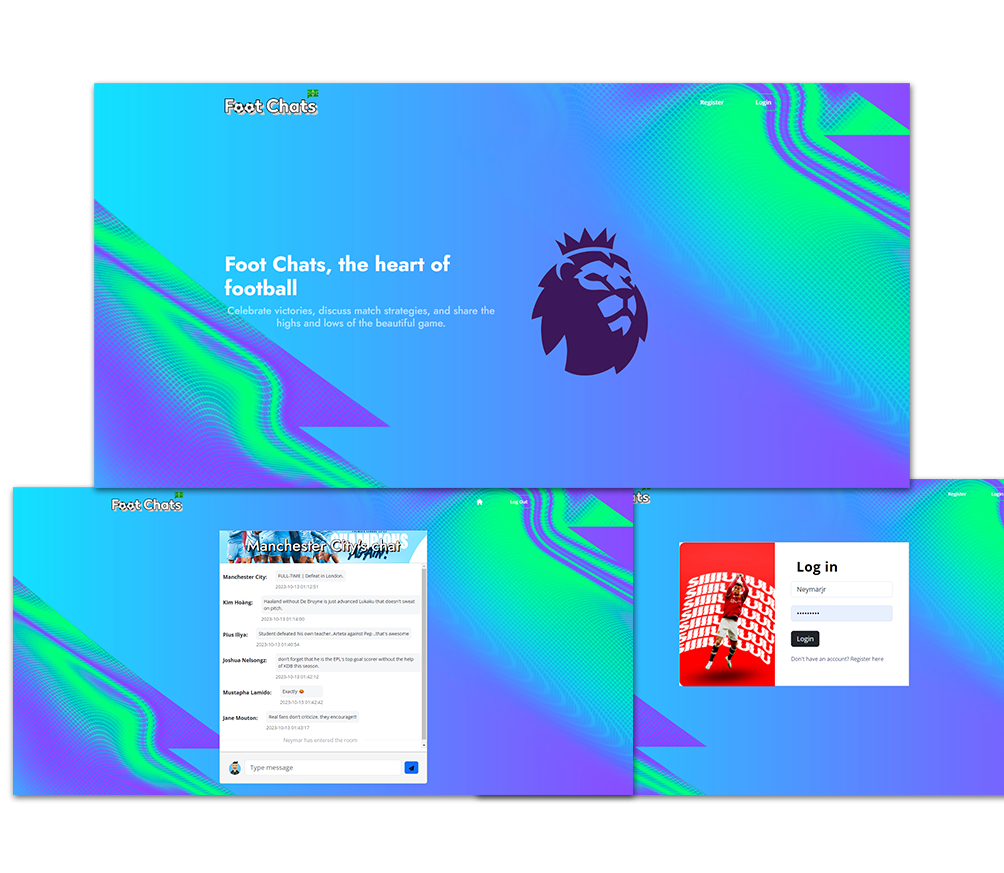 Foot Chats
Register
Login
Foot Chats, the heart of
football
Celebrate victories, discuss match strategies, and share the
highs and lows of the beautiful game.
Foot Chats
Log Out
Manchester City's chat
Manchester City:
FULL-TIME | Defeat in London.
2023-10-13 01:12:51
Kim Hoàng:
Haaland without De Bruyne is just advanced Lukaku that doesn't sweat
on pitch.
2023-10-13 01:16:00
Pius Iliya:
Student defeated his own teacher..Arteta against Pep...that's awesome
2023-10-13 01:40:54
Joshua Nelsongz:
don't forget that he is the EPL's top goal scorer without the help
of KDB this season.
2023-10-13 01:42:12
Mustapha Lamido:
Exactly
2023-10-13 01:42:42
Jane Mouton:
Real fans don't criticize, they encourage!!!
2023-10-13 01:43:17
Neymar has entered the room
Type message
ts
Register
Login
SIIIUUUU
Log in
Neymarjr
Login
Don't have an account? Register here